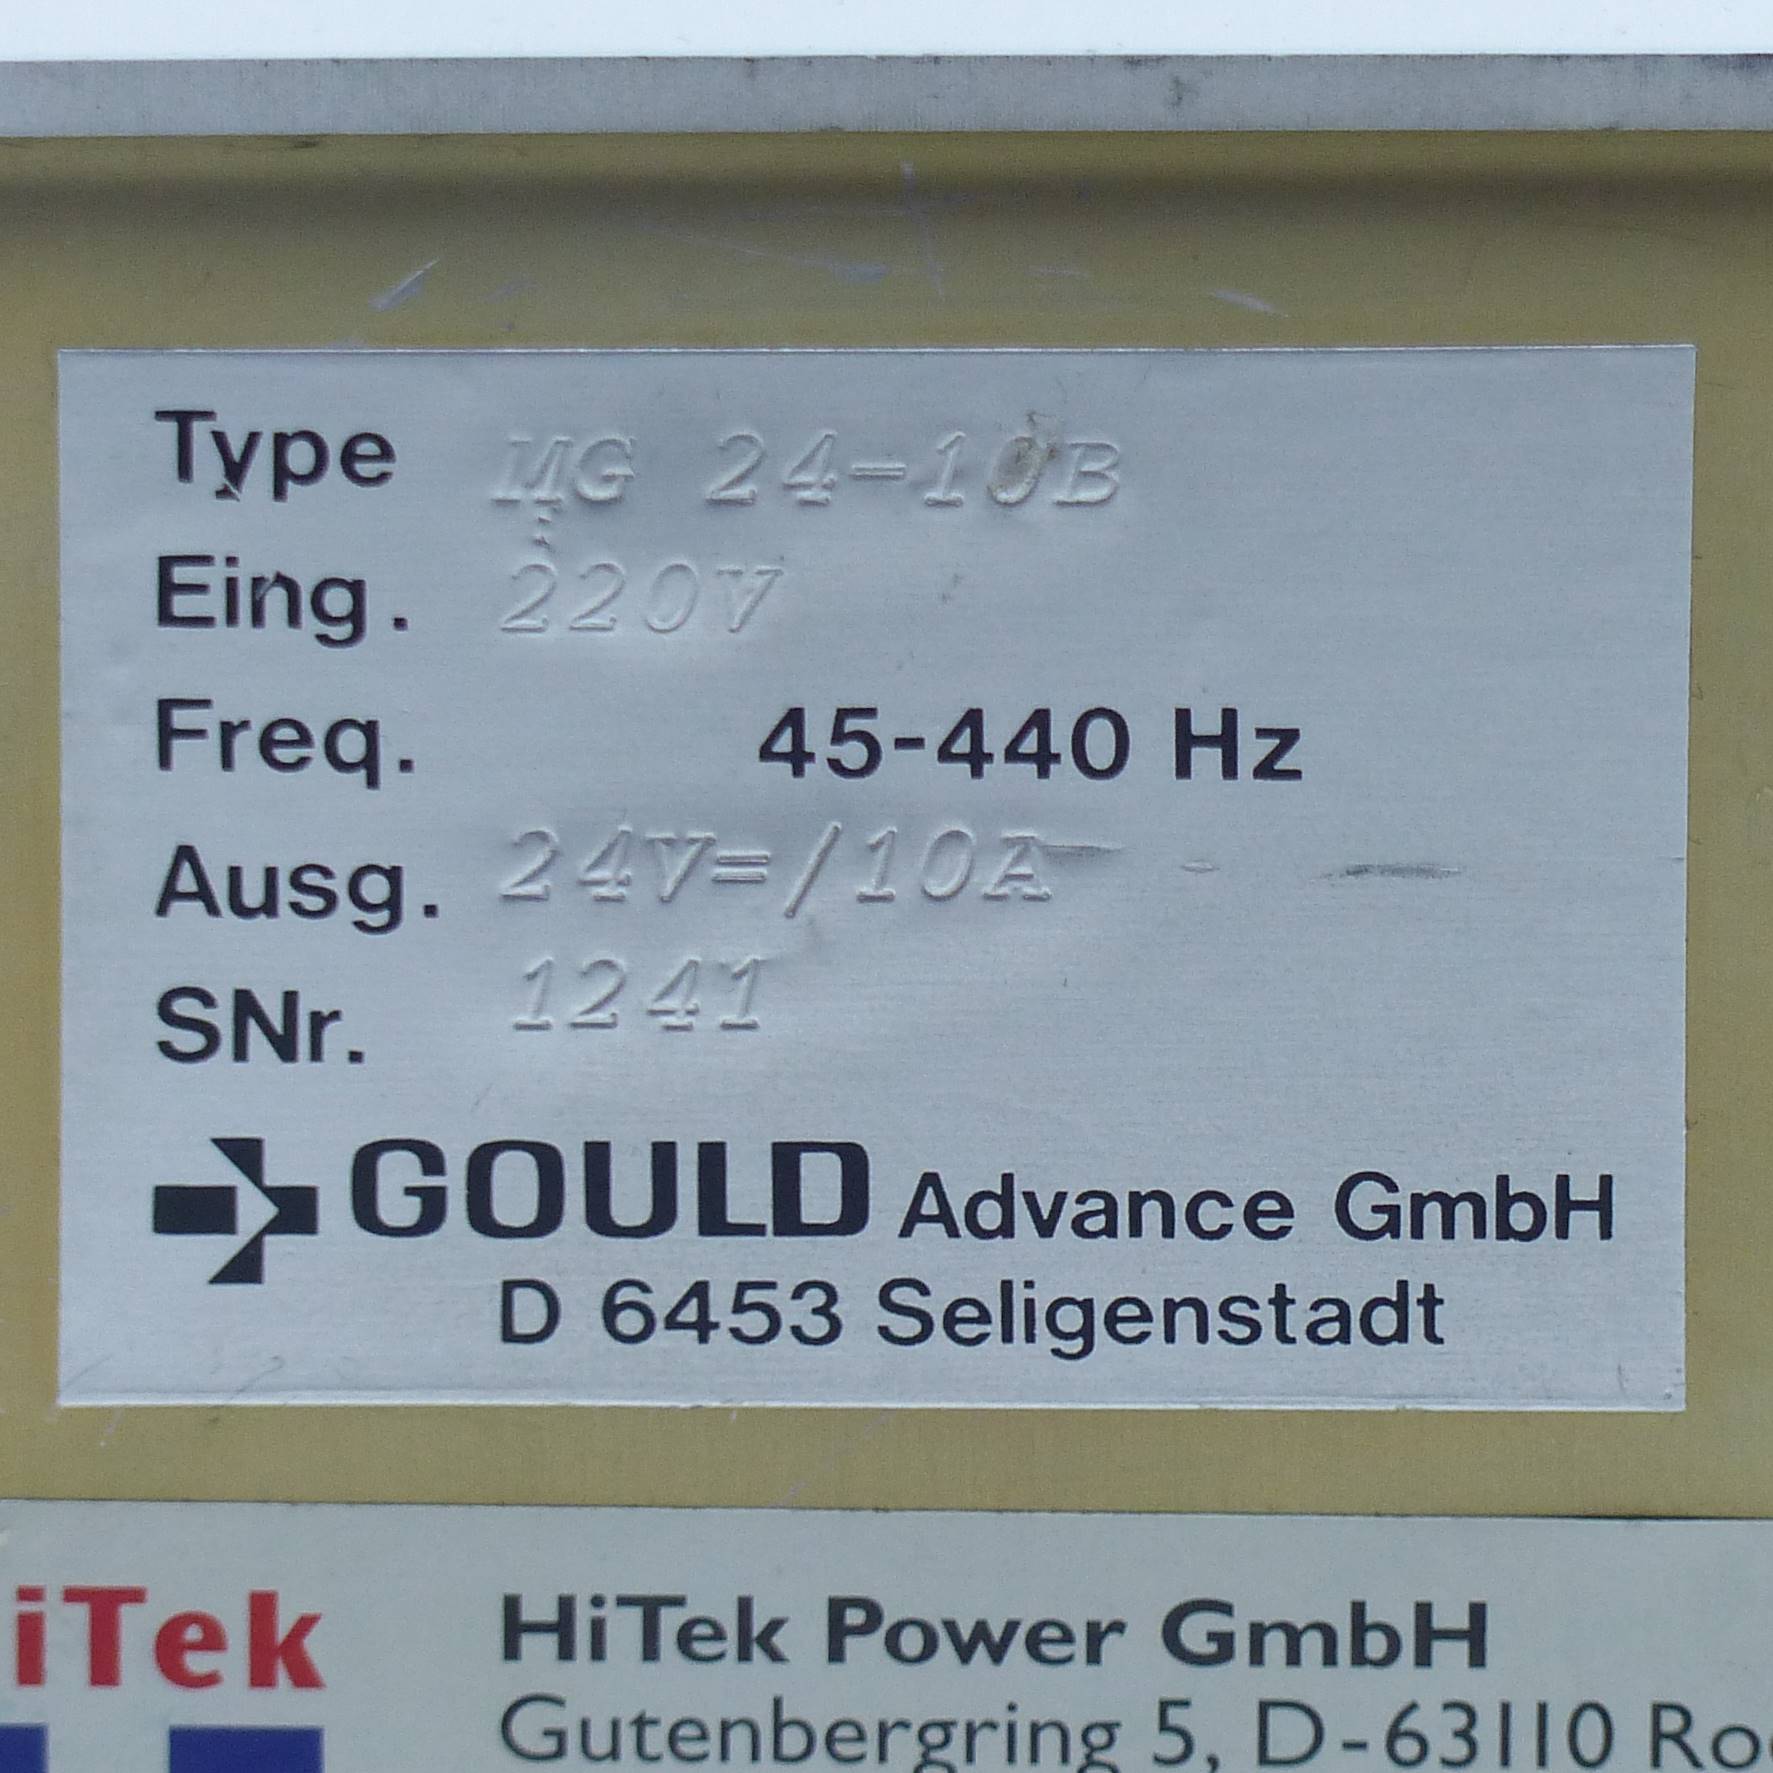 Type MG 24-10B
Eing. 220V
Freq. 45-440 Hz
Ausg. 24V=/10A
SNr. 1241
GOULD Advance GmbH
D 6453 Seligenstadt
iTek
HiTek Power GmbH
Gutenbergring 5, D-63110